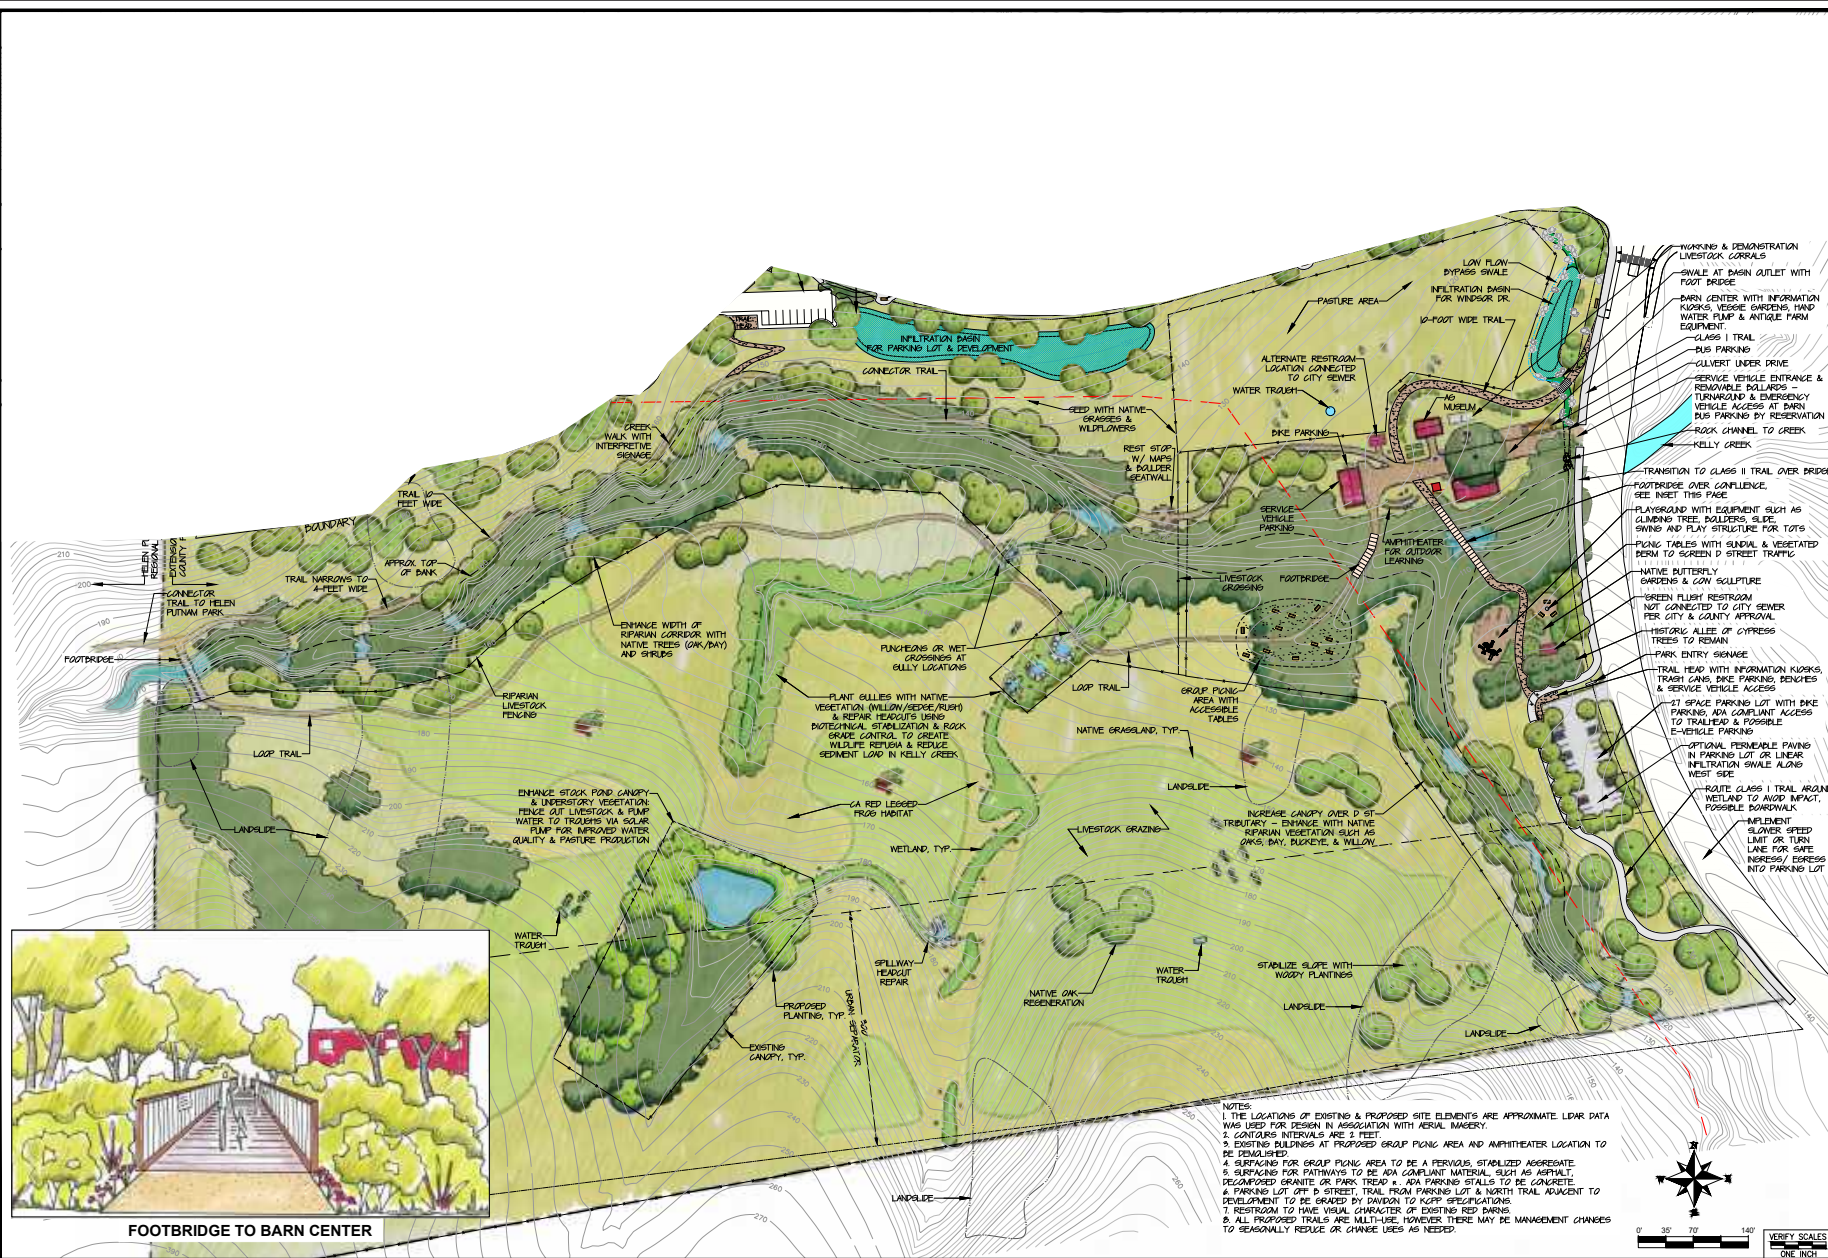 WORKING & DEMONSTRATION
LIVESTOCK CORRALS
SWALE AT BASIN OUTLET WITH
FOOT BRIDGE
BARN CENTER WITH INFORMATION
KIOSKS, VEGGIE GARDENS, HAND
WATER PUMP & ANTIQUE FARM
EQUIPMENT.
CLASS I TRAIL
BUS PARKING
CULVERT UNDER DRIVE
SERVICE VEHICLE ENTRANCE &
REMOVABLE BOLLARDS -
TURNAROUND & EMERGENCY
VEHICLE ACCESS AT BARN
BUS PARKING BY RESERVATION
ROCK CHANNEL TO CREEK
KELLY CREEK
TRANSITION TO CLASS II TRAIL OVER BRIDGE
FOOTBRIDGE OVER CONFLUENCE,
SEE INSET THIS PAGE
PLAYGROUND WITH EQUIPMENT SUCH AS
CLIMBING TREE, BOULDERS, SLIDE,
SWING AND PLAY STRUCTURE FOR TOTS
PICNIC TABLES WITH SUNDIAL & VEGETATED
BERM TO SCREEN D STREET TRAFFIC
NATIVE BUTTERFLY
GARDENS & COW SCULPTURE
'GREEN FLUSH' RESTROOM
NOT CONNECTED TO CITY SEWER
PER CITY & COUNTY APPROVAL
HISTORIC ALLEE OF CYPRESS
TREES TO REMAIN
PARK ENTRY SIGNAGE
TRAIL HEAD WITH INFORMATION KIOSKS,
TRASH CANS, BIKE PARKING, BENCHES
& SERVICE VEHICLE ACCESS
27 SPACE PARKING LOT WITH BIKE
PARKING, ADA COMPLIANT ACCESS
TO TRAILHEAD & POSSIBLE
E-VEHICLE PARKING
OPTIONAL PERMEABLE PAVING
IN PARKING LOT OR LINEAR
INFILTRATION SWALE ALONG
WEST SIDE
ROUTE CLASS I TRAIL AROUN
WETLAND TO AVOID IMPACT,
POSSIBLE BOARDWALK
IMPLEMENT
SLOWER SPEED
LIMIT OR TURN
LANE FOR SAFE
INGRESS/ EGRESS
INTO PARKING LOT
LOW FLOW
BYPASS SWALE
INFILTRATION BASIN
FOR WINDSOR DR.
10-FOOT WIDE TRAIL
PASTURE AREA
ALTERNATE RESTROOM
LOCATION CONNECTED
TO CITY SEWER
WATER TROUGH
BIKE PARKING
AG
MUSEUM
TRAIL
HEAD
INFILTRATION BASIN
FOR PARKING LOT & DEVELOPMENT
CONNECTOR TRAIL
SEED WITH NATIVE
GRASSES &
WILDFLOWERS
REST STOP
W/ MAPS
& BOULDER
SEATWALL
SERVICE
VEHICLE
PARKING
AMPHITHEATER
FOR OUTDOOR
LEARNING
CREEK
WALK WITH
INTERPRETIVE
SIGNAGE
TRAIL 10
FEET WIDE
BOUNDARY
APPROX. TOP
OF BANK
TRAIL NARROWS TO
4-FEET WIDE
HELEN P
REGIONAL
EXTENSIO
COUNTY P
CONNECTOR
TRAIL TO HELEN
PUTNAM PARK
FOOTBRIDGE
ENHANCE WIDTH OF
RIPARIAN CORRIDOR WITH
NATIVE TREES (OAK/BAY)
AND SHRUBS
PUNCHEONS OR WET
CROSSINGS AT
GULLY LOCATIONS
LIVESTOCK
CROSSING
FOOTBRIDGE
RIPARIAN
LIVESTOCK
FENCING
LOOP TRAIL
PLANT GULLIES WITH NATIVE
VEGETATION (WILLOW/SEDGE/RUSH)
& REPAIR HEADCUTS USING
BIOTECHNICAL STABILIZATION & ROCK
GRADE CONTROL TO CREATE
WILDLIFE REFUGIA & REDUCE
SEDIMENT LOAD IN KELLY CREEK
LOOP TRAIL
GROUP PICNIC
AREA WITH
ACCESSIBLE
TABLES
NATIVE GRASSLAND, TYP.
LANDSLIDE
ENHANCE STOCK POND CANOPY
& UNDERSTORY VEGETATION:
FENCE OUT LIVESTOCK & PUMP
WATER TO TROUGHS VIA SOLAR
PUMP FOR IMPROVED WATER
QUALITY & PASTURE PRODUCTION
LANDSLIDE
CA RED LEGGED
FROG HABITAT
WETLAND, TYP.
LIVESTOCK GRAZING
INCREASE CANOPY OVER D ST
TRIBUTARY - ENHANCE WITH NATIVE
RIPARIAN VEGETATION SUCH AS
OAKS, BAY, BUCKEYE, & WILLOW
WATER
TROUGH
SPILLWAY
HEADCUT
REPAIR
NATIVE OAK
REGENERATION
WATER
TROUGH
STABILIZE SLOPE WITH
WOODY PLANTINGS
LANDSLIDE
LANDSLIDE
PROPOSED
PLANTING, TYP.
300'
URBAN SEPARATOR
EXISTING
CANOPY, TYP.
LANDSLIDE
NOTES:
1. THE LOCATIONS OF EXISTING & PROPOSED SITE ELEMENTS ARE APPROXIMATE. LIDAR DATA
WAS USED FOR DESIGN IN ASSOCIATION WITH AERIAL IMAGERY.
2. CONTOURS INTERVALS ARE 2 FEET.
3. EXISTING BUILDINGS AT PROPOSED GROUP PICNIC AREA AND AMPHITHEATER LOCATION TO
BE DEMOLISHED.
4. SURFACING FOR GROUP PICNIC AREA TO BE A PERVIOUS, STABILIZED AGGREGATE.
5. SURFACING FOR PATHWAYS TO BE ADA COMPLIANT MATERIAL, SUCH AS ASPHALT,
DECOMPOSED GRANITE OR PARK TREAD R. ADA PARKING STALLS TO BE CONCRETE.
6. PARKING LOT OFF D STREET, TRAIL FROM PARKING LOT & NORTH TRAIL ADJACENT TO
DEVELOPMENT TO BE GRADED BY DAVIDON TO KCPP SPECIFICATIONS.
7. RESTROOM TO HAVE VISUAL CHARACTER OF EXISTING RED BARNS.
8. ALL PROPOSED TRAILS ARE MULTI-USE, HOWEVER THERE MAY BE MANAGEMENT CHANGES
TO SEASONALLY REDUCE OR CHANGE USES AS NEEDED.
FOOTBRIDGE TO BARN CENTER
0' 35' 70' 140'
VERIFY SCALES
ONE INCH